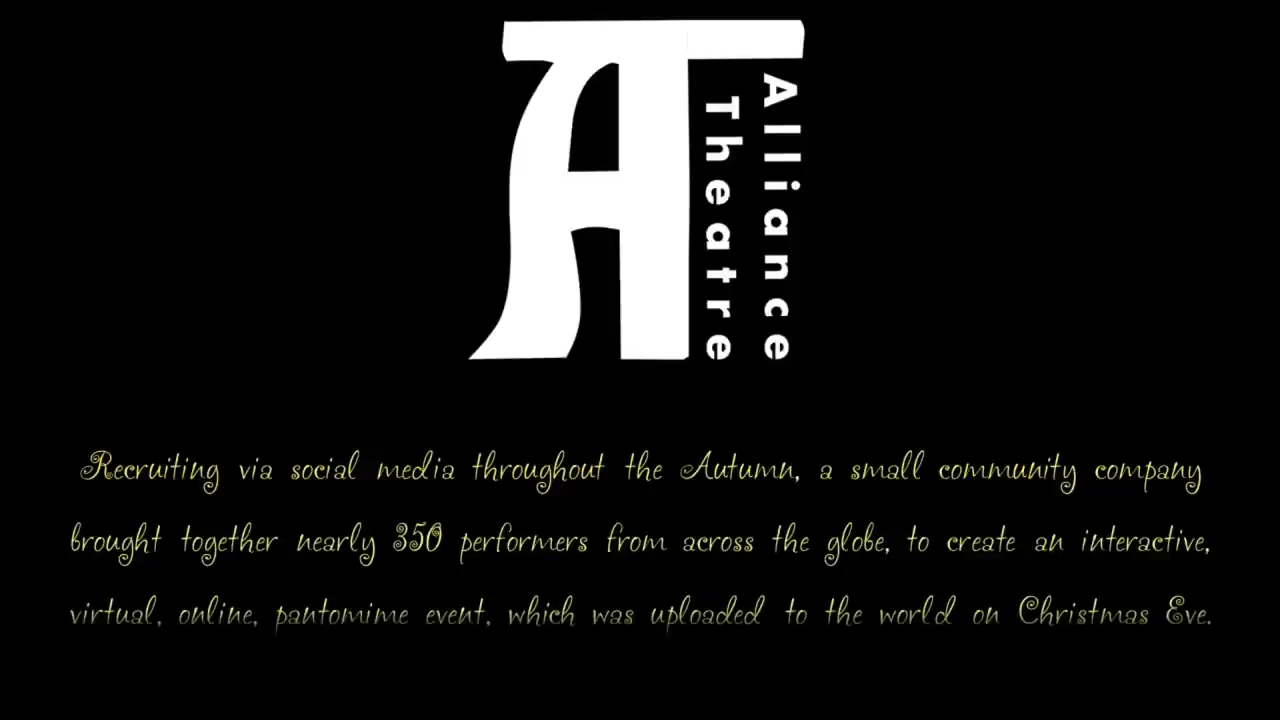 Alliance
Theatre
Recruiting via social media throughout the Autumn, a small community company
brought together nearly 350 performers from across the globe, to create an interactive,
virtual, online, pantomime event, which was uploaded to the world on Christmas Eve.